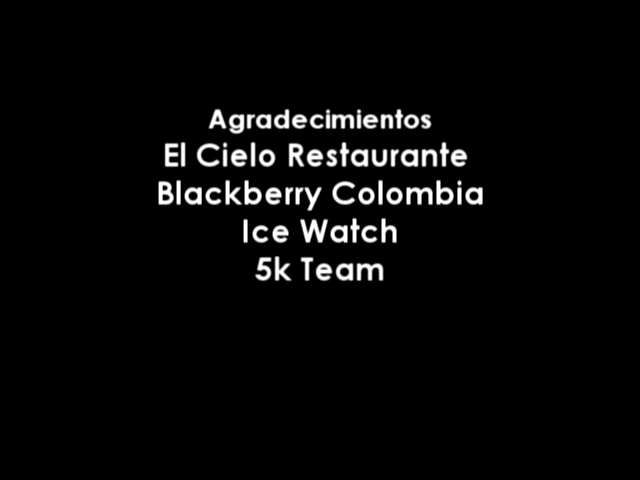 Agradecimientos
El Cielo Restaurante
Blackberry Colombia
Ice Watch
5k Team